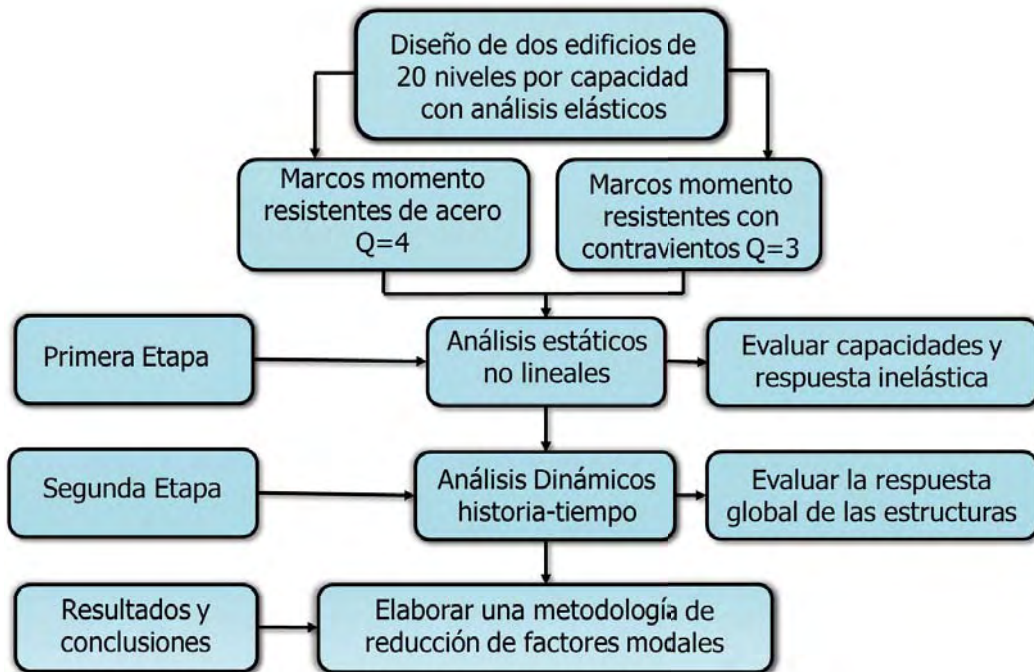 Diseño de dos edificios de
20 niveles por capacidad
con análisis elásticos
Marcos momento
resistentes de acero
Q=4
Marcos momento
resistentes con
contravientos Q=3
Primera Etapa
Análisis estáticos
no lineales
Evaluar capacidades y
respuesta inelástica
Segunda Etapa
Análisis Dinámicos
historia-tiempo
Evaluar la respuesta
global de las estructuras
Resultados y
conclusiones
Elaborar una metodología de
reducción de factores modales